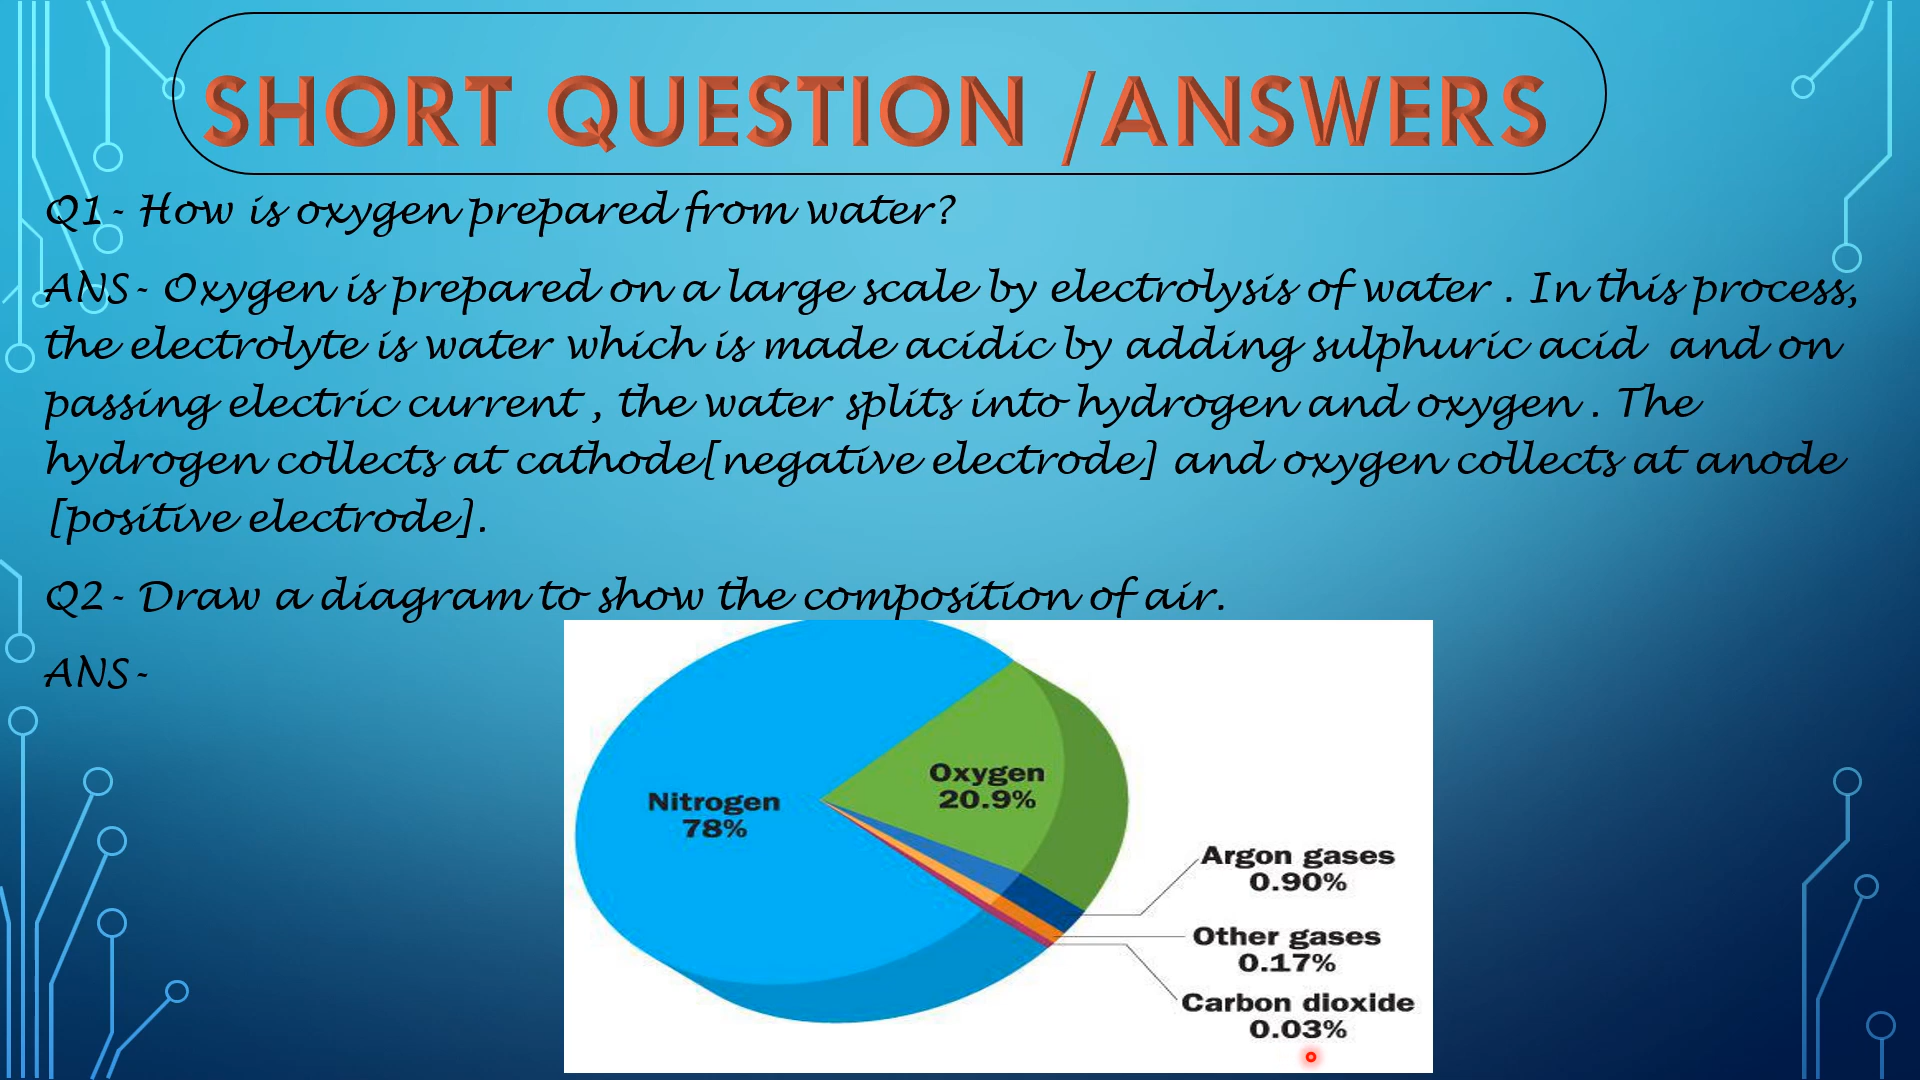 SHORT QUESTION /ANSWERS
Q1- How is oxygen prepared from water?
ANS- Oxygen is prepared on a large scale by electrolysis of water . In this process,
the electrolyte is water which is made acidic by adding sulphuric acid and on
passing electric current , the water splits into hydrogen and oxygen . The
hydrogen collects at cathode[negative electrode] and oxygen collects at anode
[positive electrode].
Q2- Draw a diagram to show the composition of air.
ANS-
Nitrogen
78%
Oxygen
20.9%
Argon gases
0.90%
Other gases
0.17%
Carbon dioxide
0.03%